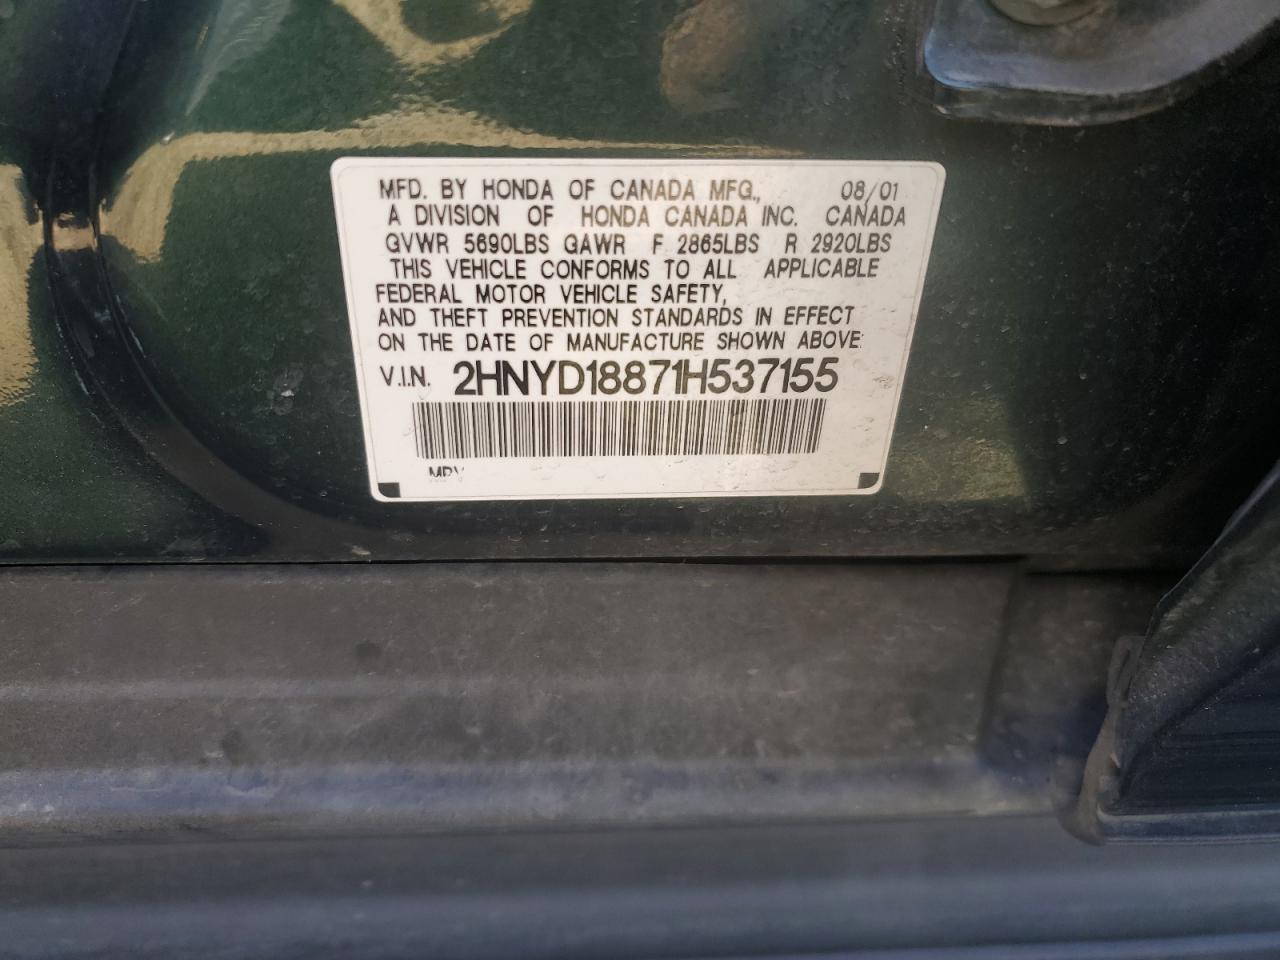 MFD. BY HONDA OF CANADA MFG., 08/01
A DIVISION OF HONDA CANADA INC. CANADA
GVWR 5690LBS GAWR F 2865LBS R 2920LBS
THIS VEHICLE CONFORMS TO ALL APPLICABLE
FEDERAL MOTOR VEHICLE SAFETY,
AND THEFT PREVENTION STANDARDS IN EFFECT
ON THE DATE OF MANUFACTURE SHOWN ABOVE.
V.I.N. 2HNYD18871H537155
MPV